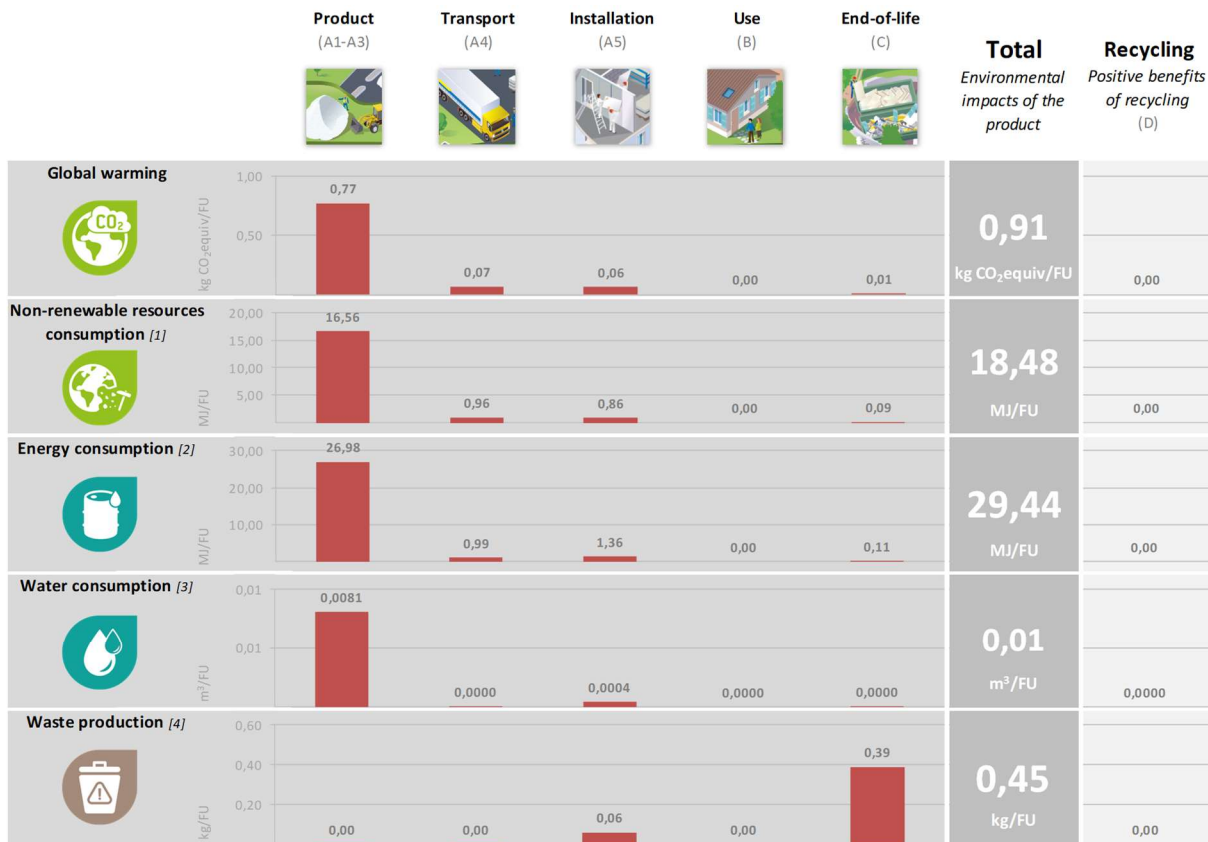 Product
(A1-A3)
Transport
(A4)
Installation
(A5)
Use
(B)
End-of-life
(C)
Total
Environmental
impacts of the
product
Recycling
Positive benefits
of recycling
(D)
Global warming
CO₂
kg CO₂equiv/FU
1,00
0,50
0,77
0,07
0,06
0,00
0,01
0,91
kg CO₂equiv/FU
0,00
Non-renewable resources
consumption [1]
MJ/FU
20,00
15,00
10,00
5,00
16,56
0,96
0,86
0,00
0,09
18,48
MJ/FU
0,00
Energy consumption [2]
MJ/FU
30,00
20,00
10,00
26,98
0,99
1,36
0,00
0,11
29,44
MJ/FU
0,00
Water consumption [3]
m³/FU
0,01
0,01
0,0081
0,0000
0,0004
0,0000
0,0000
0,01
m³/FU
0,0000
Waste production [4]
kg/FU
0,60
0,40
0,20
0,00
0,00
0,06
0,00
0,39
0,45
kg/FU
0,00